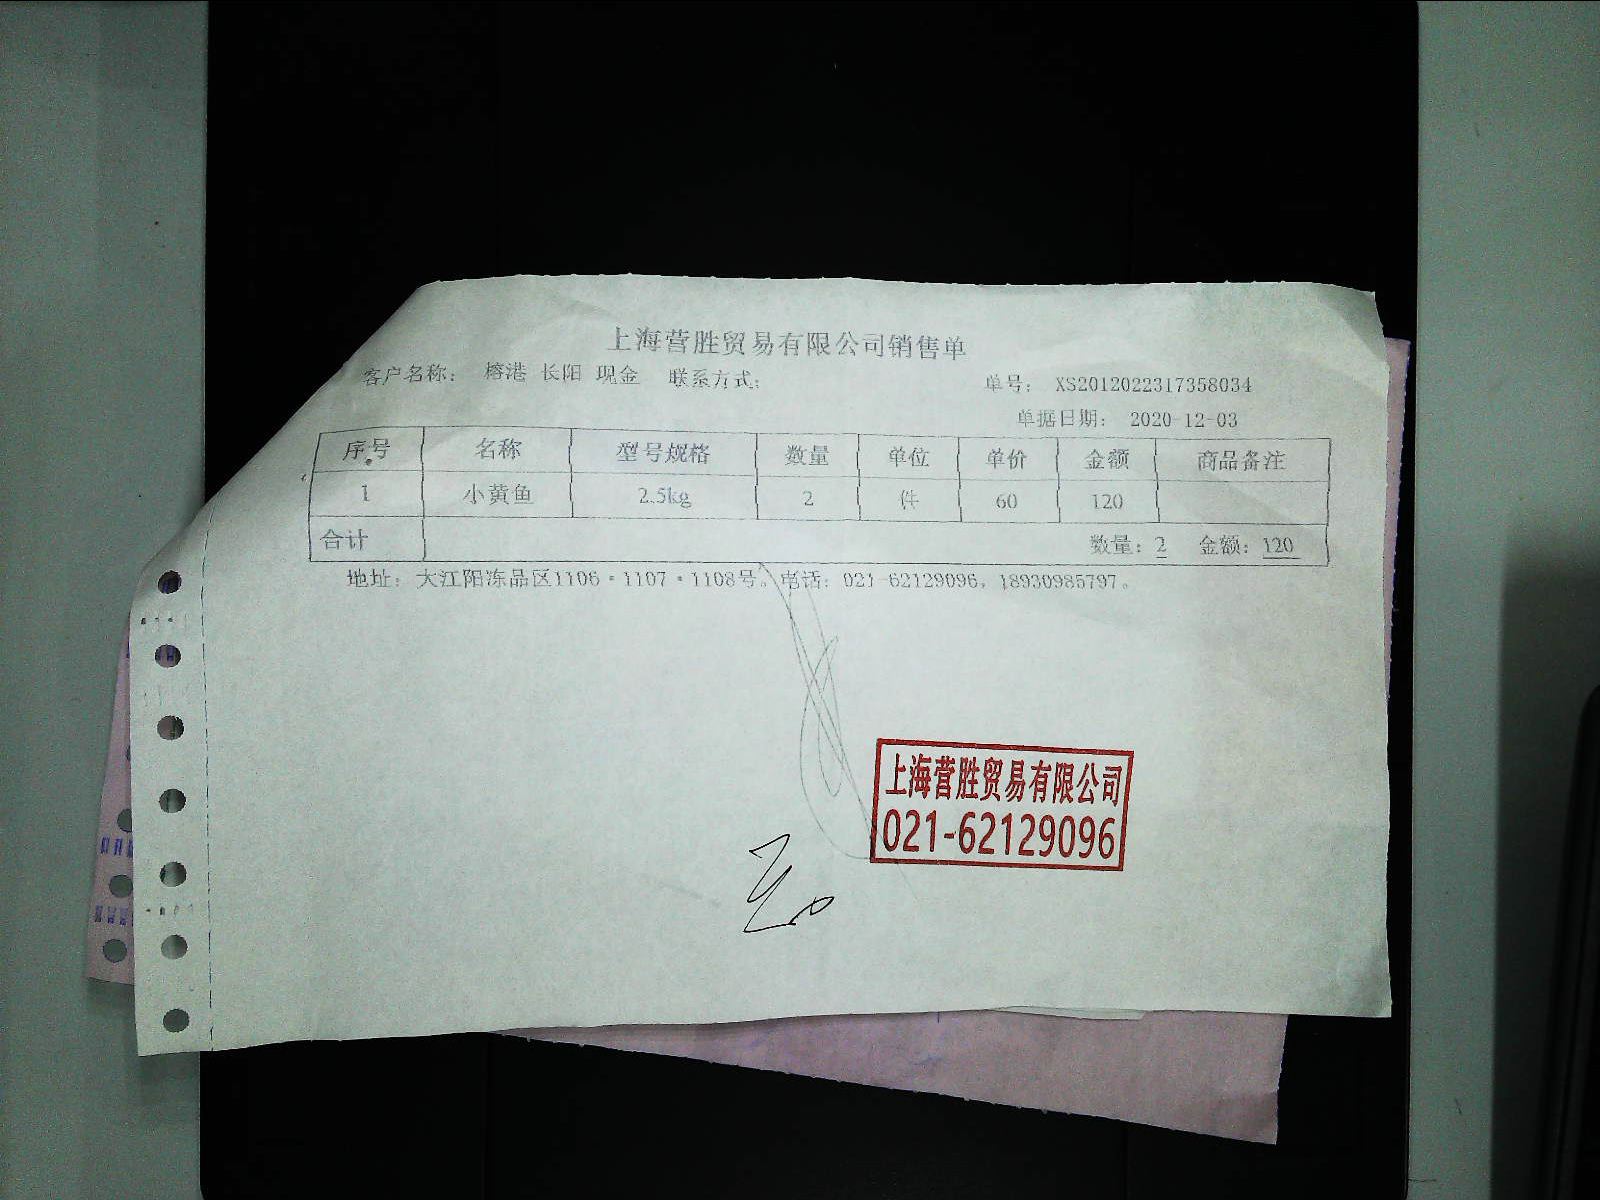 上海营胜贸易有限公司销售单
客户名称： 榕港 长阳 现金 联系方式： 单号： XS2012022317358034
单据日期： 2020-12-03
序号 名称 型号规格 数量 单位 单价 金额 商品备注
1 小黄鱼 2.5kg 2 件 60 120
合计 数量：2 金额：120
地址：大江阳冻品区1106·1107·1108号。电话：021-62129096，18930985797。
上海营胜贸易有限公司
021-62129096